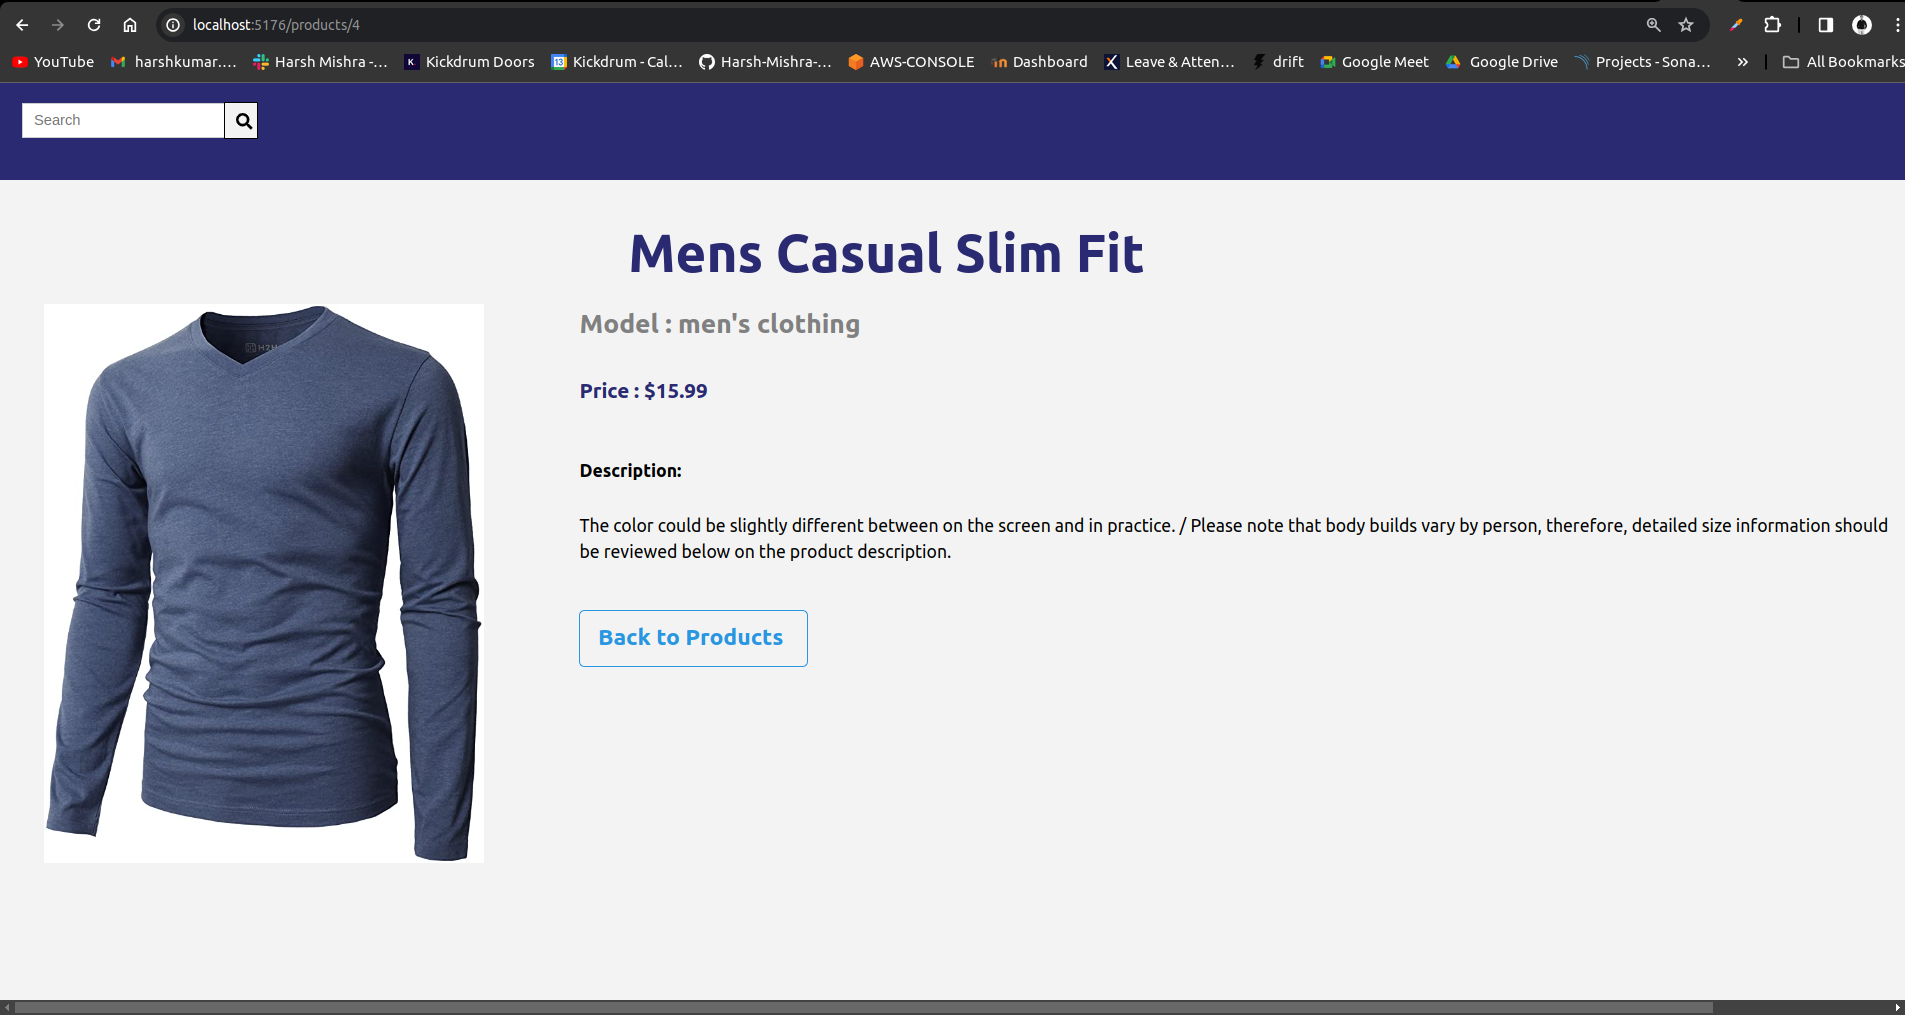 localhost:5176/products/4
YouTube harshkumar.... Harsh Mishra -... Kickdrum Doors Kickdrum - Cal... Harsh-Mishra-... AWS-CONSOLE Dashboard Leave & Atten... drift Google Meet Google Drive Projects - Sona... » All Bookmarks
Search
Mens Casual Slim Fit
Model : men's clothing
Price : $15.99
Description:
The color could be slightly different between on the screen and in practice. / Please note that body builds vary by person, therefore, detailed size information should
be reviewed below on the product description.
Back to Products